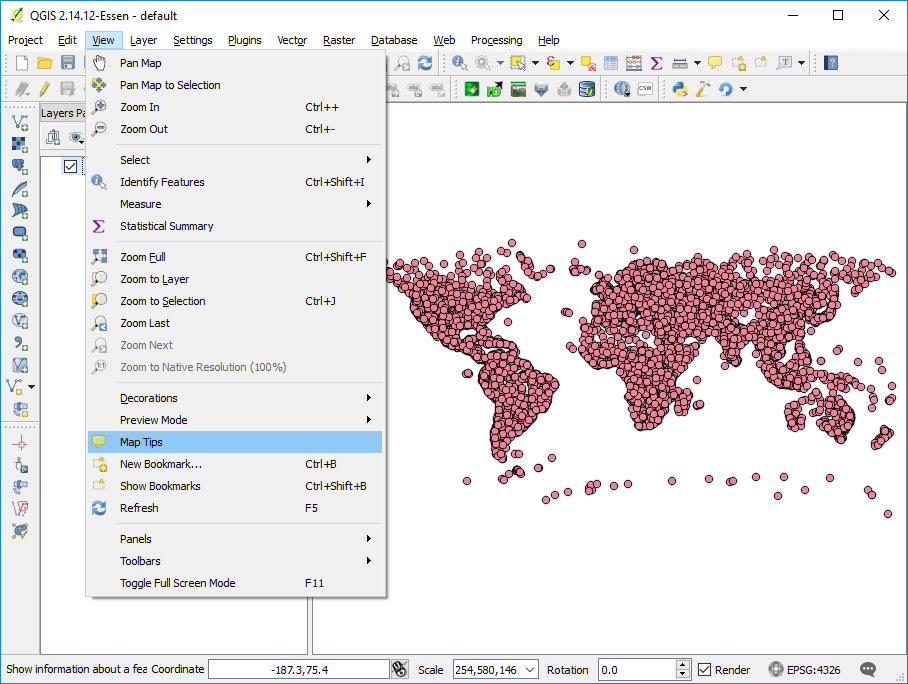 QGIS 2.14.12-Essen - default
Project Edit View Layer Settings Plugins Vector Raster Database Web Processing Help
Layers Pa
Pan Map
Pan Map to Selection
Zoom In Ctrl++
Zoom Out Ctrl+-
Select
Identify Features Ctrl+Shift+I
Measure
Statistical Summary
Zoom Full Ctrl+Shift+F
Zoom to Layer
Zoom to Selection Ctrl+J
Zoom Last
Zoom Next
Zoom to Native Resolution (100%)
Decorations
Preview Mode
Map Tips
New Bookmark... Ctrl+B
Show Bookmarks Ctrl+Shift+B
Refresh F5
Panels
Toolbars
Toggle Full Screen Mode F11
Show information about a fea Coordinate -187.3,75.4 Scale 254,580,146 Rotation 0.0 Render EPSG:4326